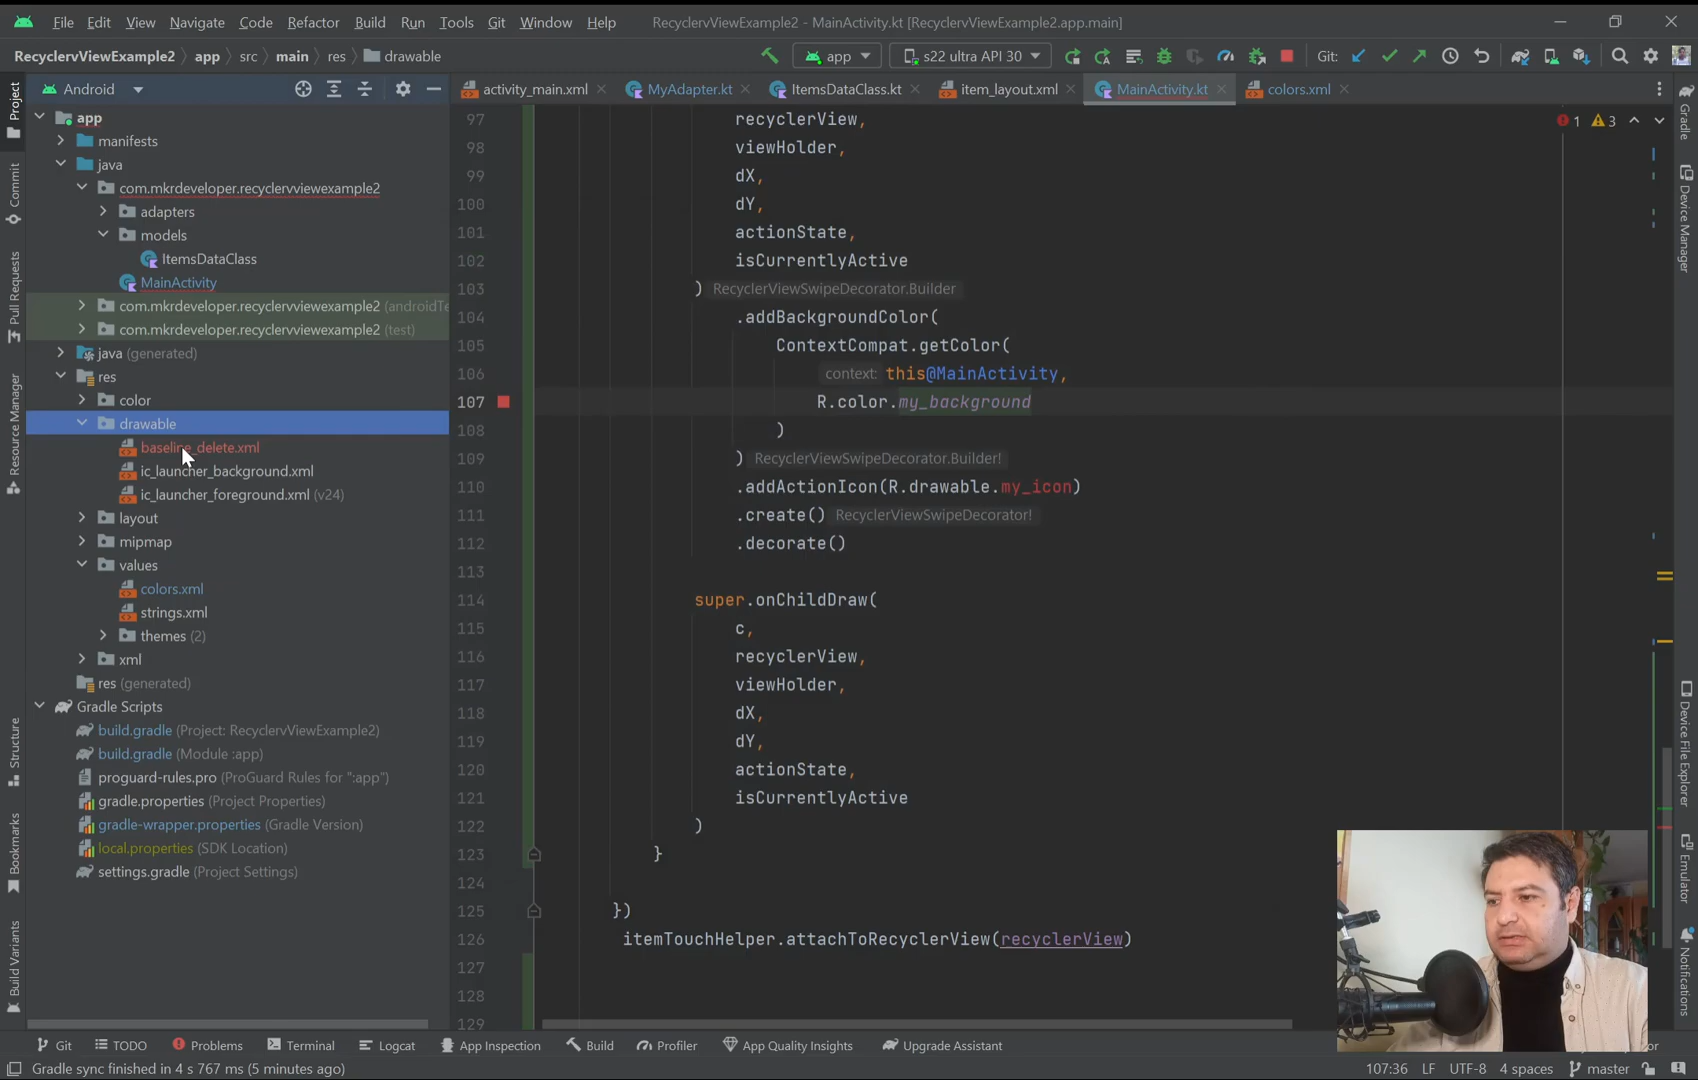 File Edit View Navigate Code Refactor Build Run Tools Git Window Help RecyclervViewExample2 - MainActivity.kt [RecyclervViewExample2.app.main]
RecyclervViewExample2 app src main res drawable app s22 ultra API 30 Git:
Android activity_main.xml MyAdapter.kt ItemsDataClass.kt item_layout.xml MainActivity.kt colors.xml
1 3
Project
Commit
Pull Requests
Resource Manager
Structure
Bookmarks
Build Variants
app
manifests
java
com.mkrdeveloper.recyclervviewexample2
adapters
models
ItemsDataClass
MainActivity
com.mkrdeveloper.recyclervviewexample2 (androidTe
com.mkrdeveloper.recyclervviewexample2 (test)
java (generated)
res
color
drawable
baseline_delete.xml
ic_launcher_background.xml
ic_launcher_foreground.xml (v24)
layout
mipmap
values
colors.xml
strings.xml
themes (2)
xml
res (generated)
Gradle Scripts
build.gradle (Project: RecyclervViewExample2)
build.gradle (Module :app)
proguard-rules.pro (ProGuard Rules for ":app")
gradle.properties (Project Properties)
gradle-wrapper.properties (Gradle Version)
local.properties (SDK Location)
settings.gradle (Project Settings)
97 recyclerView,
98 viewHolder,
99 dX,
100 dY,
101 actionState,
102 isCurrentlyActive
103 ) RecyclerViewSwipeDecorator.Builder
104 .addBackgroundColor(
105 ContextCompat.getColor(
106 context: this@MainActivity,
107 R.color.my_background
108 )
109 ) RecyclerViewSwipeDecorator.Builder!
110 .addActionIcon(R.drawable.my_icon)
111 .create() RecyclerViewSwipeDecorator!
112 .decorate()
113
114 super.onChildDraw(
115 c,
116 recyclerView,
117 viewHolder,
118 dX,
119 dY,
120 actionState,
121 isCurrentlyActive
122 )
123 }
124
125 })
126 itemTouchHelper.attachToRecyclerView(recyclerView)
127
128
129
Gradle
Device Manager
Device File Explorer
Emulator
Notifications
Git TODO Problems Terminal Logcat App Inspection Build Profiler App Quality Insights Upgrade Assistant
Gradle sync finished in 4 s 767 ms (5 minutes ago) 107:36 LF UTF-8 4 spaces master